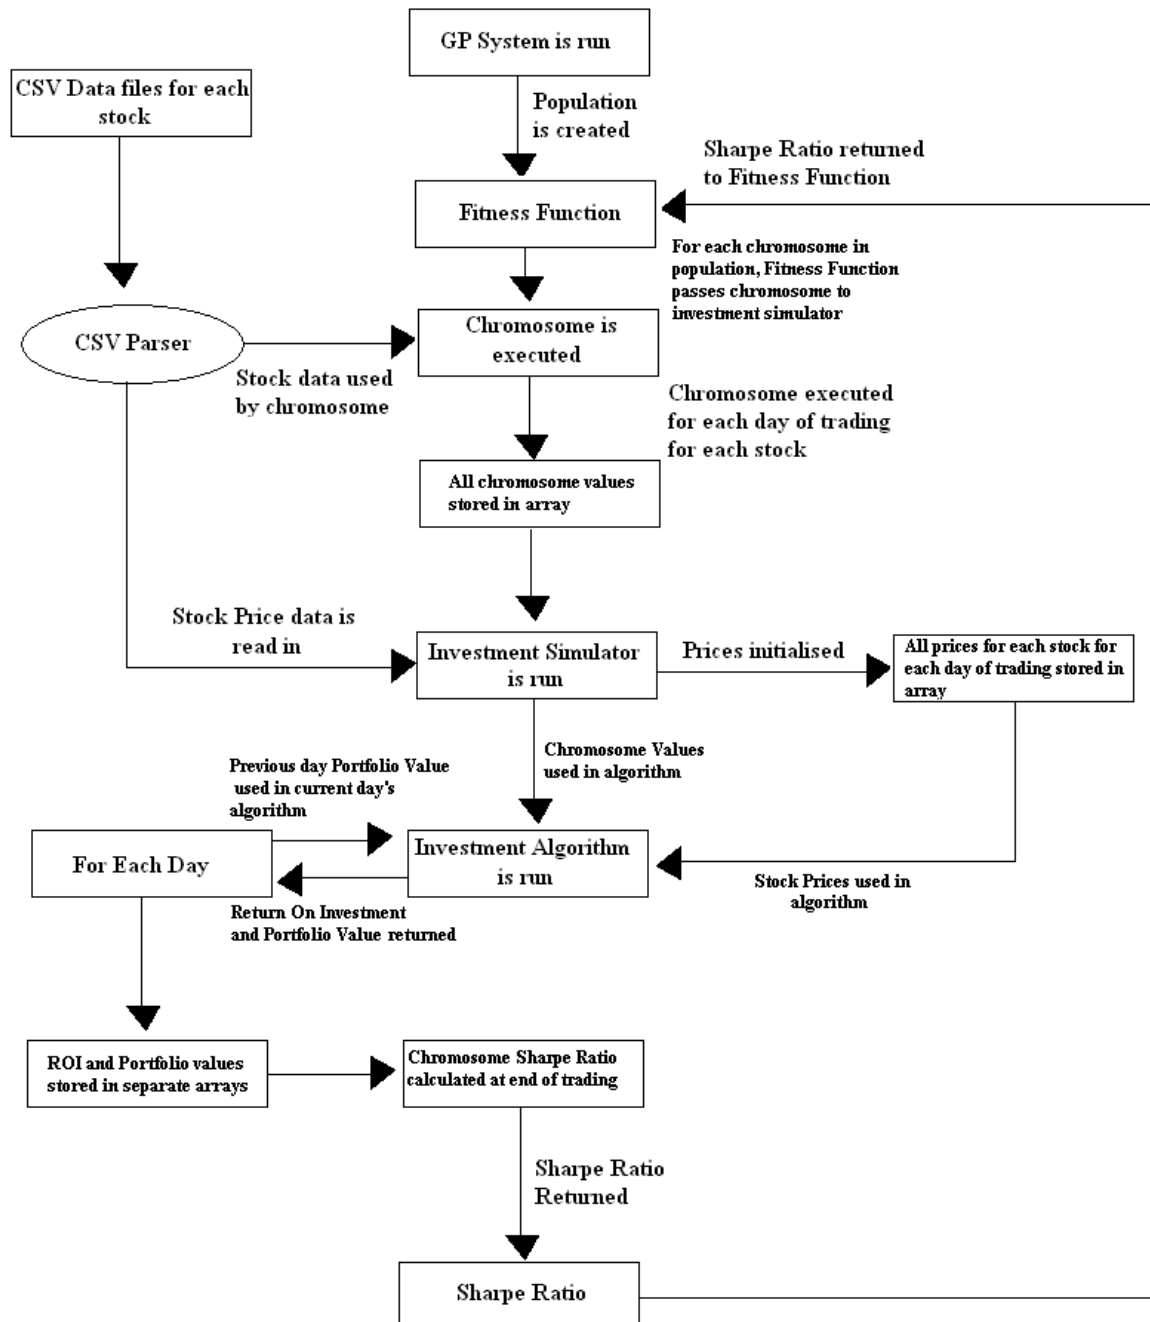 GP System is run
CSV Data files for each
stock
Population
is created
Sharpe Ratio returned
to Fitness Function
Fitness Function
For each chromosome in
population, Fitness Function
passes chromosome to
investment simulator
CSV Parser
Chromosome is
executed
Stock data used
by chromosome
Chromosome executed
for each day of trading
for each stock
All chromosome values
stored in array
Stock Price data is
read in
Investment Simulator
is run
Prices initialised
All prices for each stock for
each day of trading stored in
array
Chromosome Values
used in algorithm
Previous day Portfolio Value
used in current day's
algorithm
For Each Day
Investment Algorithm
is run
Stock Prices used in
algorithm
Return On Investment
and Portfolio Value returned
ROI and Portfolio values
stored in separate arrays
Chromosome Sharpe Ratio
calculated at end of trading
Sharpe Ratio
Returned
Sharpe Ratio